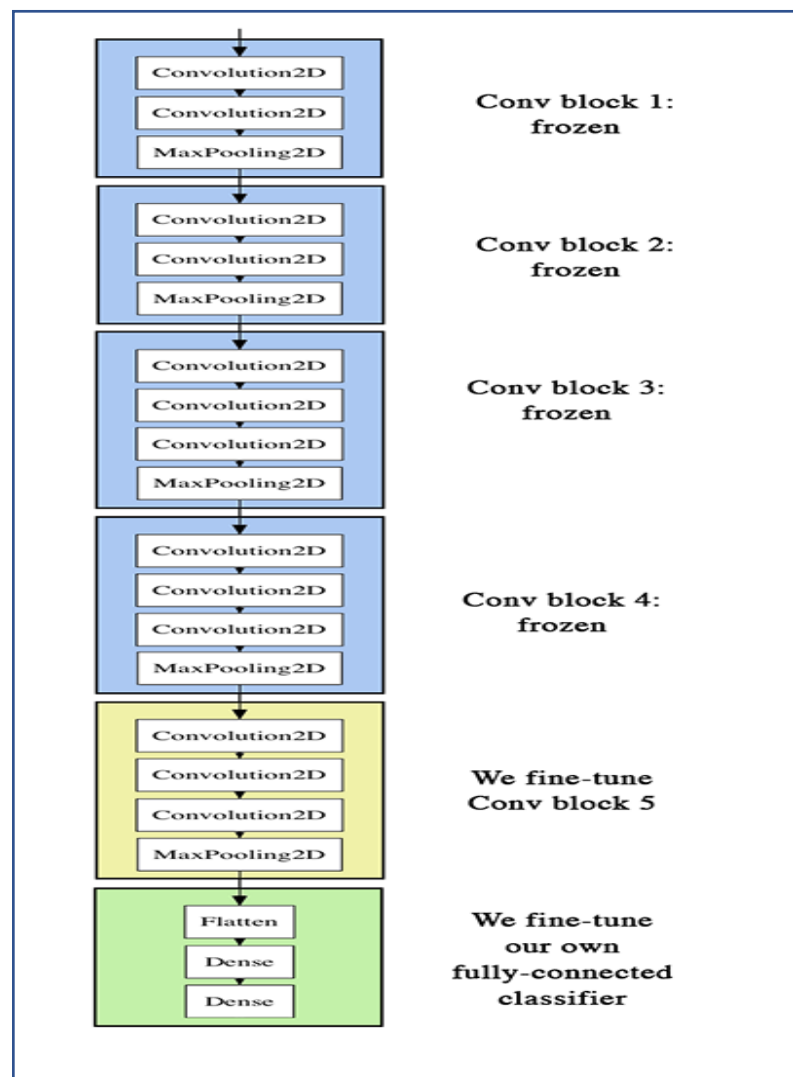 Convolution2D
Convolution2D
MaxPooling2D
Conv block 1:
frozen
Convolution2D
Convolution2D
MaxPooling2D
Conv block 2:
frozen
Convolution2D
Convolution2D
Convolution2D
MaxPooling2D
Conv block 3:
frozen
Convolution2D
Convolution2D
Convolution2D
MaxPooling2D
Conv block 4:
frozen
Convolution2D
Convolution2D
Convolution2D
MaxPooling2D
We fine-tune
Conv block 5
Flatten
Dense
Dense
We fine-tune
our own
fully-connected
classifier